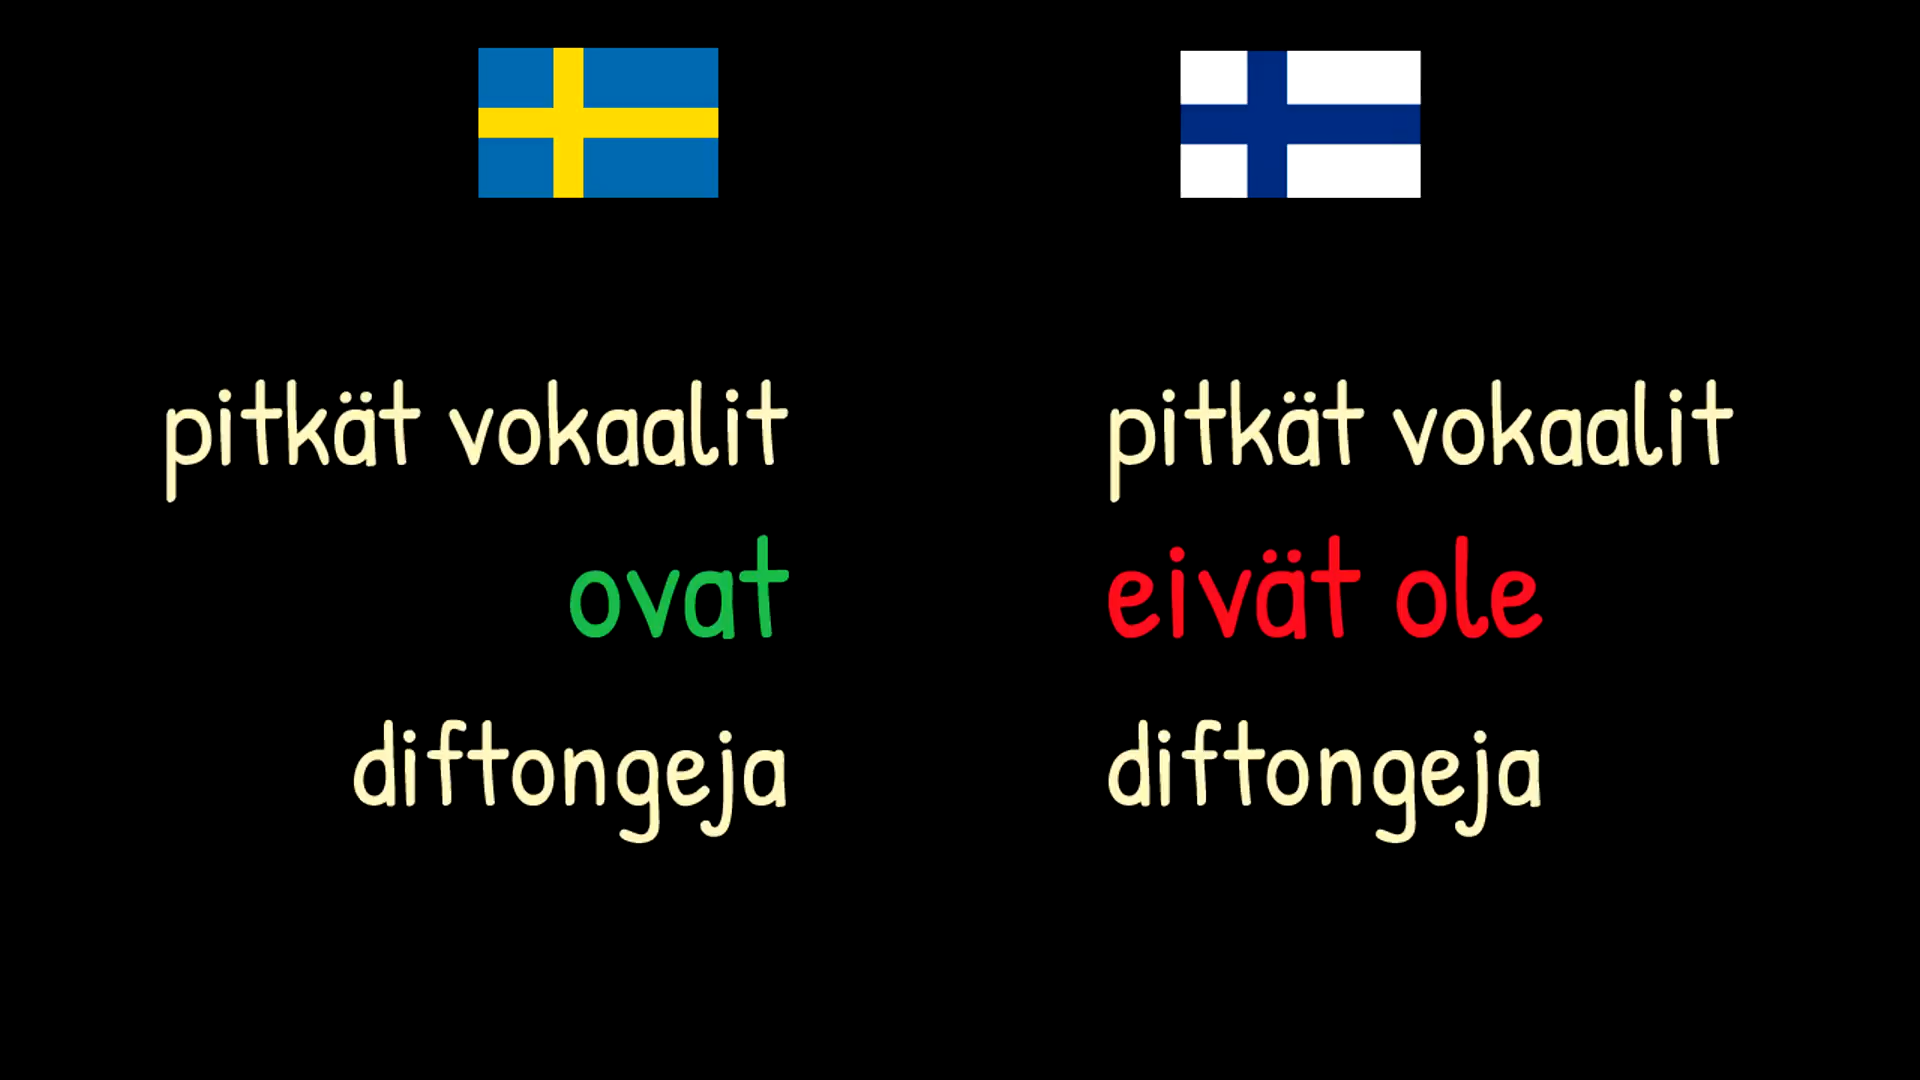 pitkät vokaalit
ovat
diftongeja
pitkät vokaalit
eivät ole
diftongeja